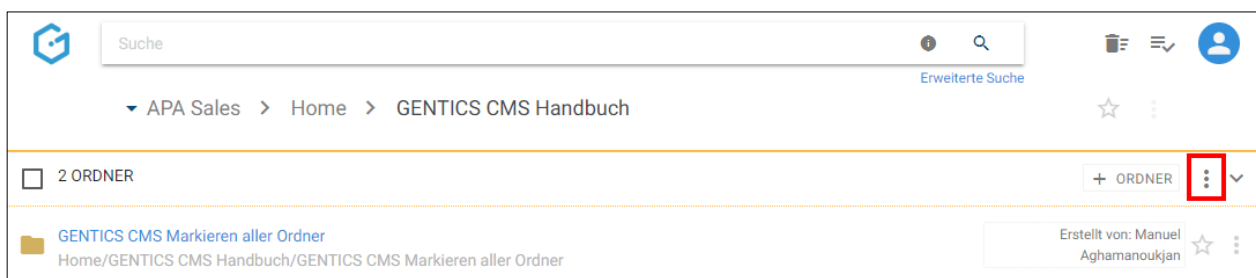 Suche
Erweiterte Suche
APA Sales > Home > GENTICS CMS Handbuch
2 ORDNER
+ ORDNER
GENTICS CMS Markieren aller Ordner
Home/GENTICS CMS Handbuch/GENTICS CMS Markieren aller Ordner
Erstellt von: Manuel
Aghamanoukjan